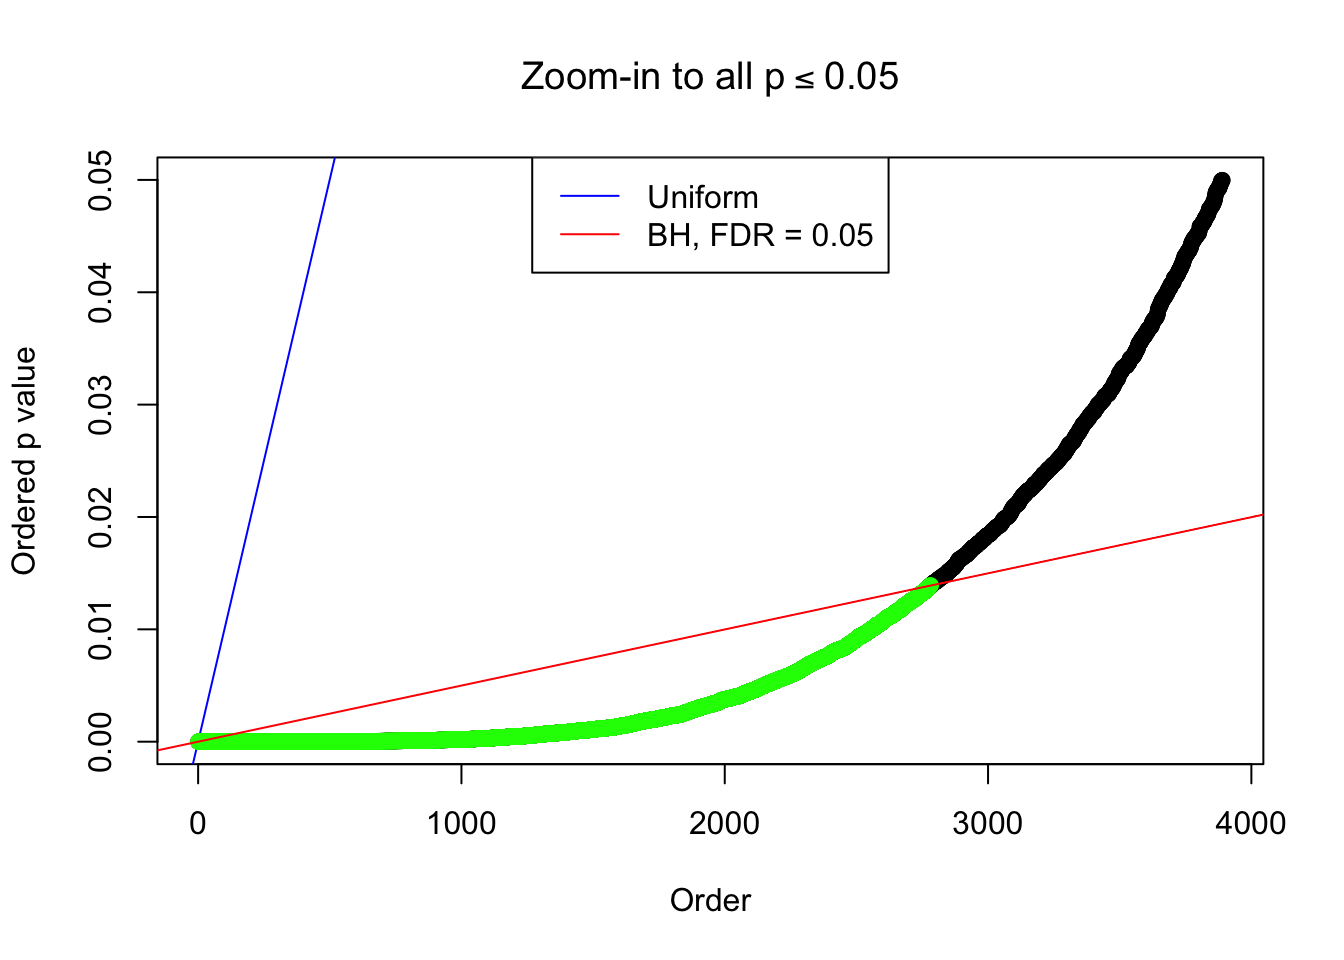 Zoom-in to all p ≤ 0.05
Uniform
BH, FDR = 0.05
Ordered p value
0.05
0.04
0.03
0.02
0.01
0.00
0 1000 2000 3000 4000
Order